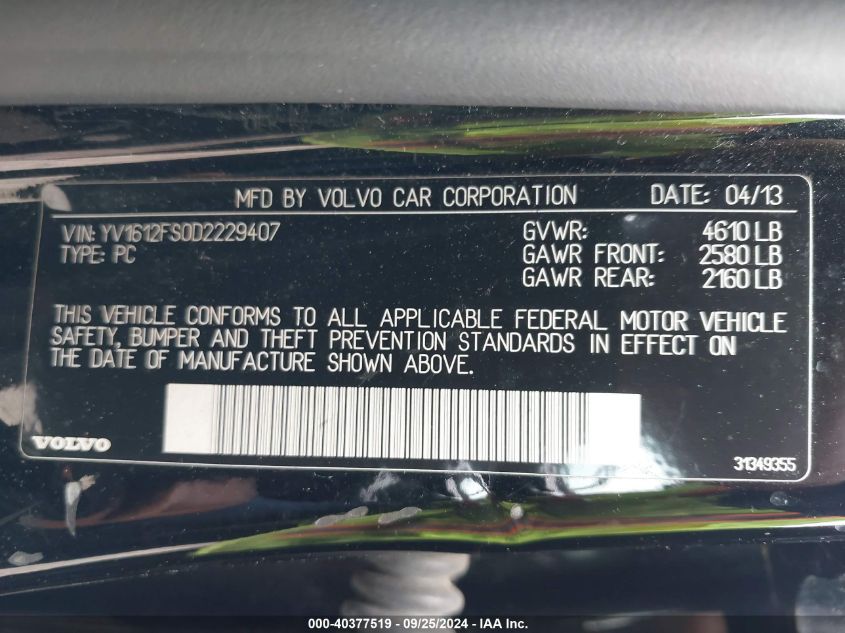 MFD BY VOLVO CAR CORPORATION DATE: 04/13
VIN: YV1612FS0D2229407 GVWR: 4610 LB
TYPE: PC GAWR FRONT: 2580 LB
GAWR REAR: 2160 LB
THIS VEHICLE CONFORMS TO ALL APPLICABLE FEDERAL MOTOR VEHICLE
SAFETY, BUMPER AND THEFT PREVENTION STANDARDS IN EFFECT ON
THE DATE OF MANUFACTURE SHOWN ABOVE.
VOLVO
31349355
000-40377519 - 09/25/2024 - IAA Inc.